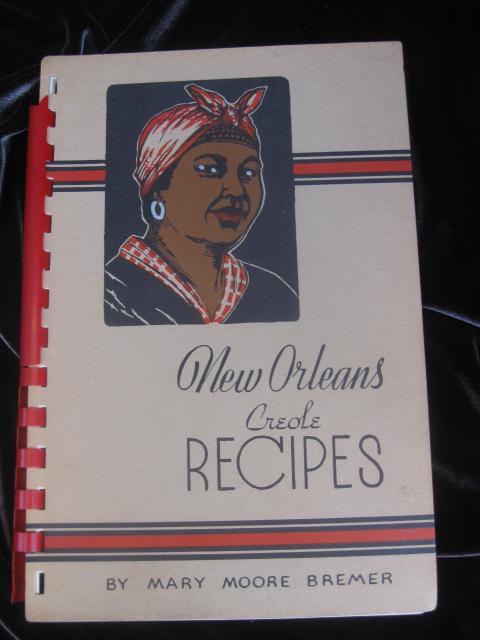 New Orleans
Creole
RECIPES
BY MARY MOORE BREMER